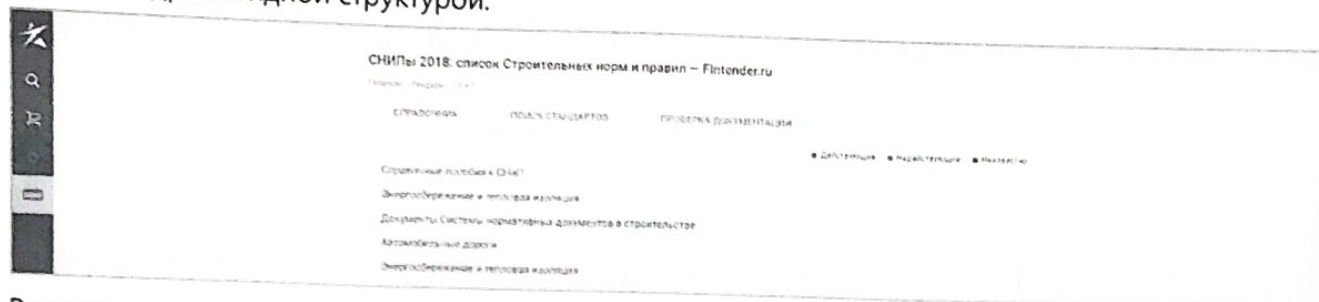 структурой.
СНИПы 2018: список Строительных норм и правил – Fintender.ru
СПРАВОЧНИК ПОИСК СТАНДАРТОВ ПРОВЕРКА ДОКУМЕНТАЦИИ
Действующие Недействующие Неизвестно
Справочные пособия к СНиП
Энергосбережение и тепловая изоляция
Документы Системы нормативных документов в строительстве
Автомобильные дороги
Энергосбережение и тепловая изоляция